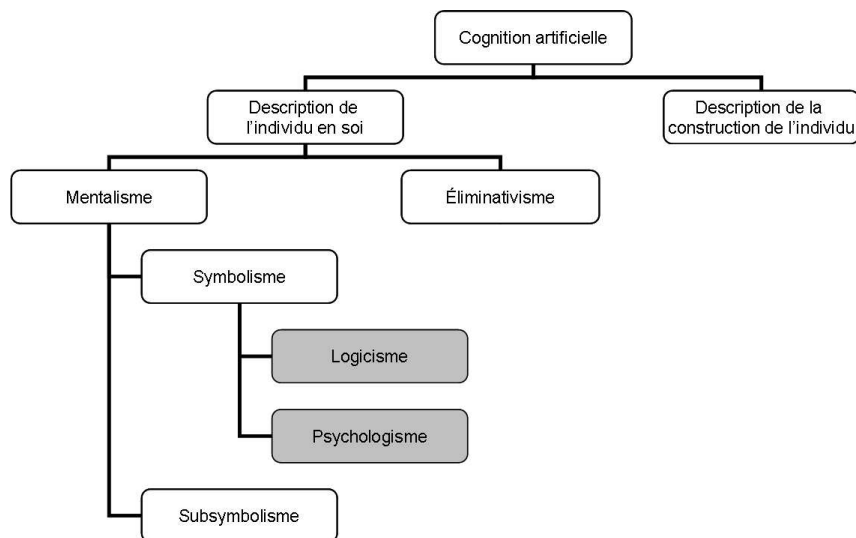 Cognition artificielle
Description de
l'individu en soi
Description de la
construction de l'individu
Mentalisme
Éliminativisme
Symbolisme
Logicisme
Psychologisme
Subsymbolisme